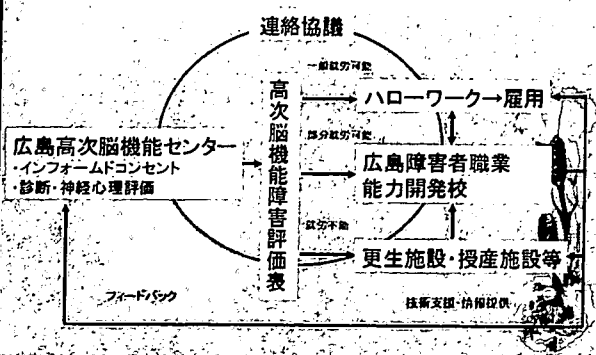 連絡協議
一般就労可能
ハローワーク→雇用
高次脳機能障害評価表
広島高次脳機能センター
・インフォームドコンセント
・診断・神経心理評価
部分就労可能
広島障害者職業
能力開発校
就労不能
更生施設・授産施設等
フィードバック
技術支援・情報提供